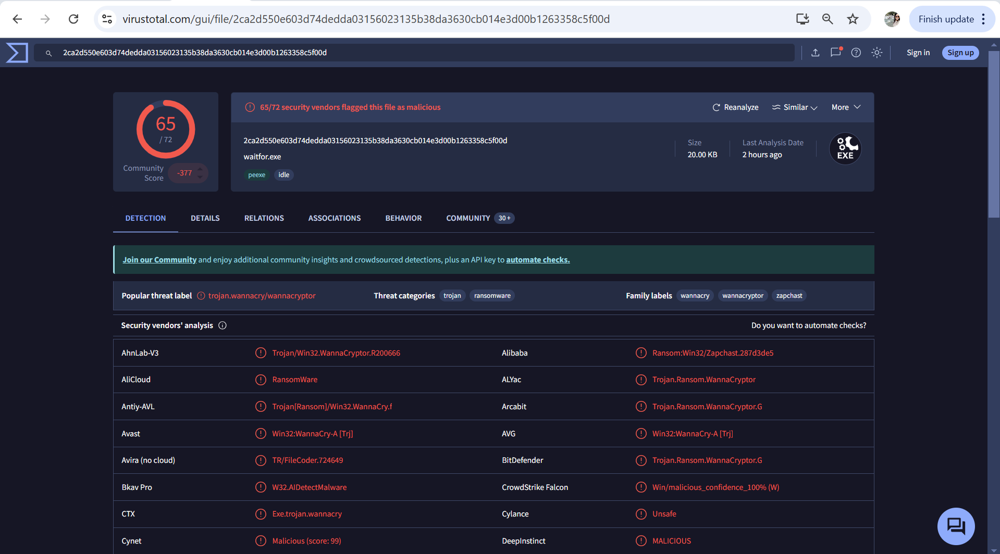 virustotal.com/gui/file/2ca2d550e603d74dedda03156023135b38da3630cb014e3d00b1263358c5f00d
Finish update
2ca2d550e603d74dedda03156023135b38da3630cb014e3d00b1263358c5f00d
Sign in
Sign up
65
/ 72
Community Score
-377
65/72 security vendors flagged this file as malicious
Reanalyze
Similar
More
2ca2d550e603d74dedda03156023135b38da3630cb014e3d00b1263358c5f00d
waitfor.exe
peexe
idle
Size
20.00 KB
Last Analysis Date
2 hours ago
EXE
DETECTION
DETAILS
RELATIONS
ASSOCIATIONS
BEHAVIOR
COMMUNITY
30+
Join our Community and enjoy additional community insights and crowdsourced detections, plus an API key to automate checks.
Popular threat label
trojan.wannacry/wannacryptor
Threat categories
trojan
ransomware
Family labels
wannacry
wannacryptor
zapchast
Security vendors' analysis
Do you want to automate checks?
AhnLab-V3
Trojan/Win32.WannaCryptor.R200666
Alibaba
Ransom:Win32/Zapchast.287d3de5
AliCloud
RansomWare
ALYac
Trojan.Ransom.WannaCryptor
Antiy-AVL
Trojan[Ransom]/Win32.WannaCry.f
Arcabit
Trojan.Ransom.WannaCryptor.G
Avast
Win32:WannaCry-A [Trj]
AVG
Win32:WannaCry-A [Trj]
Avira (no cloud)
TR/FileCoder.724649
BitDefender
Trojan.Ransom.WannaCryptor.G
Bkav Pro
W32.AIDetectMalware
CrowdStrike Falcon
Win/malicious_confidence_100% (W)
CTX
Exe.trojan.wannacry
Cylance
Unsafe
Cynet
Malicious (score: 99)
DeepInstinct
MALICIOUS